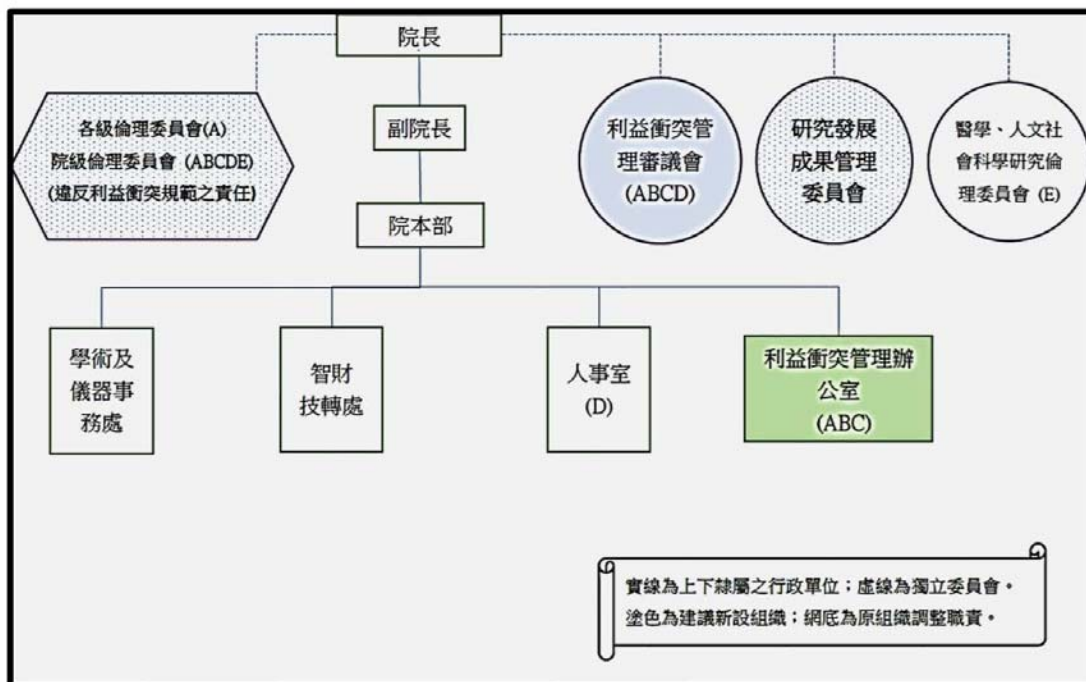 院長
各級倫理委員會(A)
院級倫理委員會 (ABCDE)
(違反利益衝突規範之責任)
副院長
利益衝突管
理審議會
(ABCD)
研究發展
成果管理
委員會
醫學、人文社
會科學研究倫
理委員會 (E)
院本部
學術及
儀器事
務處
智財
技轉處
人事室
(D)
利益衝突管理辦
公室
(ABC)
實線為上下隸屬之行政單位；虛線為獨立委員會。
塗色為建議新設組織；網底為原組織調整職責。